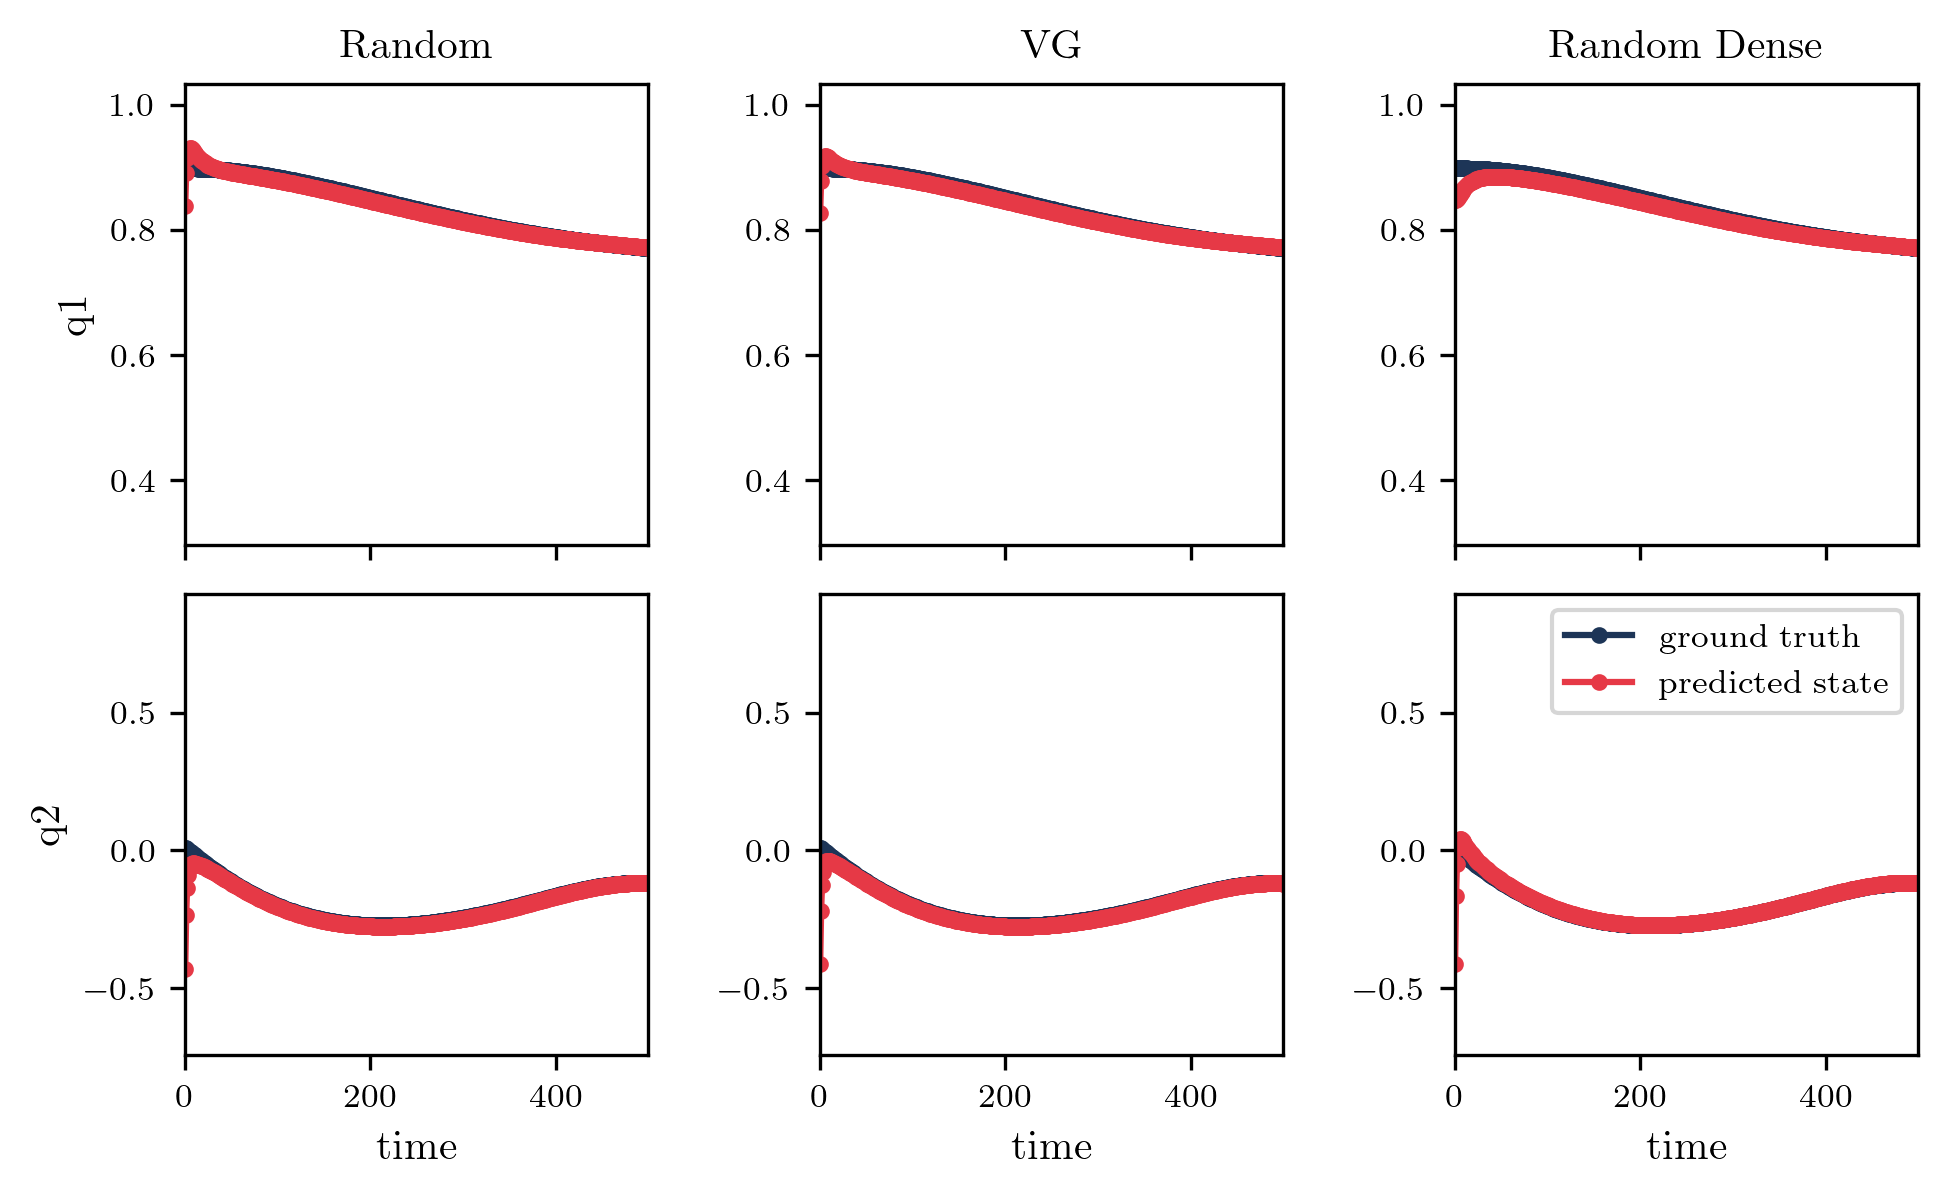 Random VG Random Dense
1.0 1.0 1.0
0.8 0.8 0.8
q1
0.6 0.6 0.6
0.4 0.4 0.4
ground truth
predicted state
0.5 0.5 0.5
q2
0.0 0.0 0.0
−0.5 −0.5 −0.5
0 200 400 0 200 400 0 200 400
time time time